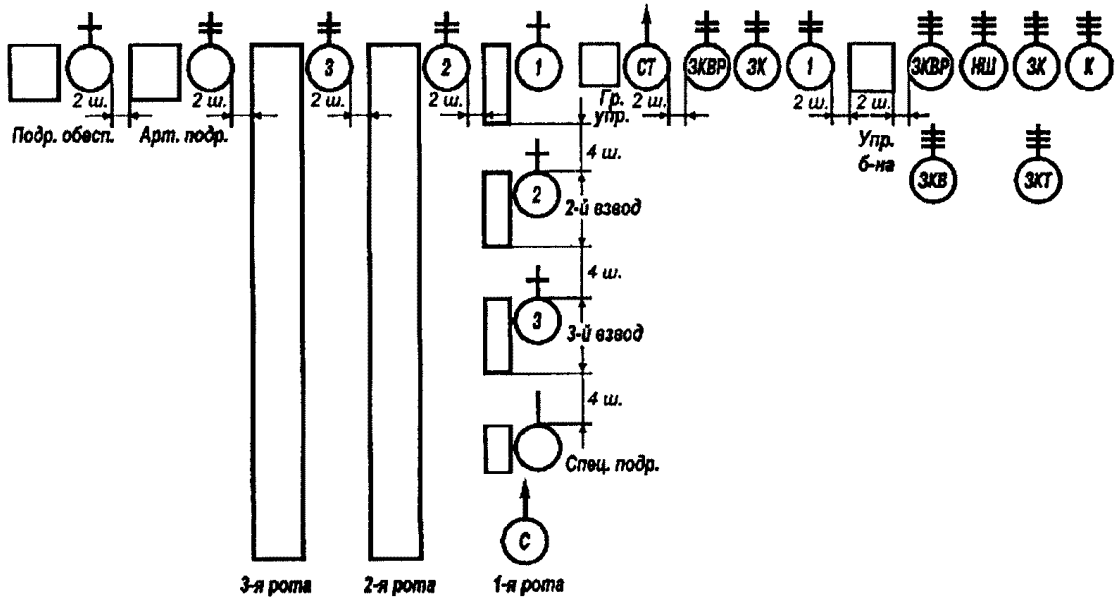 3
2
1
СТ
ЗКВР
ЗК
1
ЗКВР
НШ
ЗК
К
2 ш.
2 ш.
2 ш.
2 ш.
Гр.
упр.
2 ш.
2 ш.
2 ш.
Подр. обесп.
Арт. подр.
Упр.
б-на
4 ш.
ЗКВ
ЗКТ
2
2-й взвод
4 ш.
3
3-й взвод
4 ш.
Спец. подр.
С
3-я рота
2-я рота
1-я рота